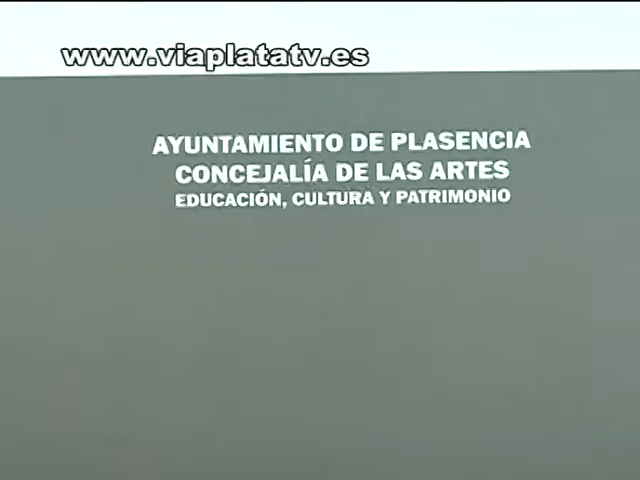 www.viaplatatv.es
AYUNTAMIENTO DE PLASENCIA
CONCEJALÍA DE LAS ARTES
EDUCACIÓN, CULTURA Y PATRIMONIO